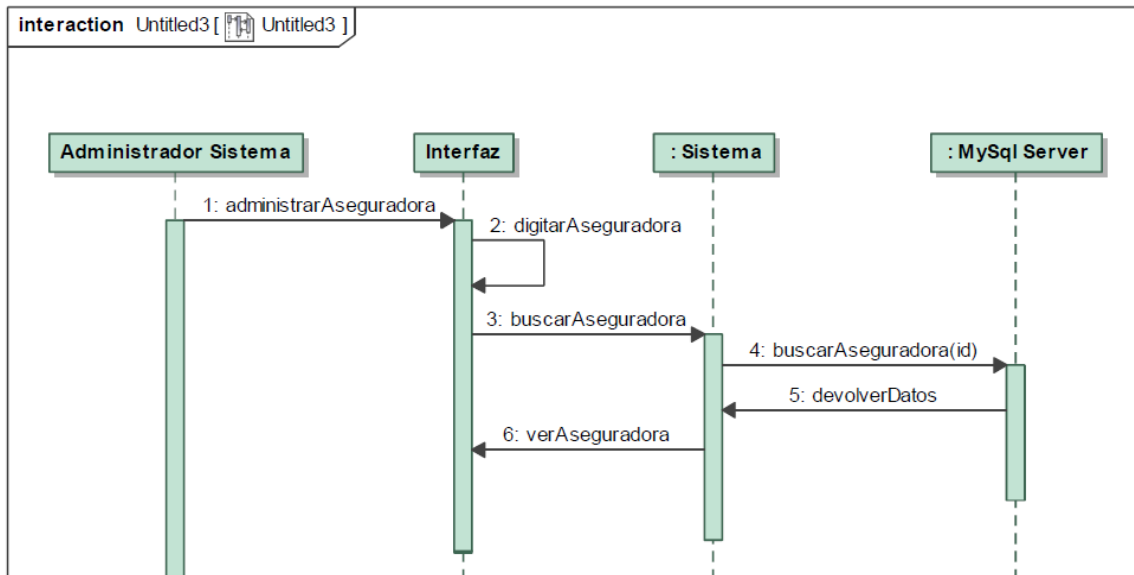 interaction Untitled3 [ Untitled3 ]
Administrador Sistema
Interfaz
: Sistema
: MySql Server
1: administrarAseguradora
2: digitarAseguradora
3: buscarAseguradora
4: buscarAseguradora(id)
5: devolverDatos
6: verAseguradora